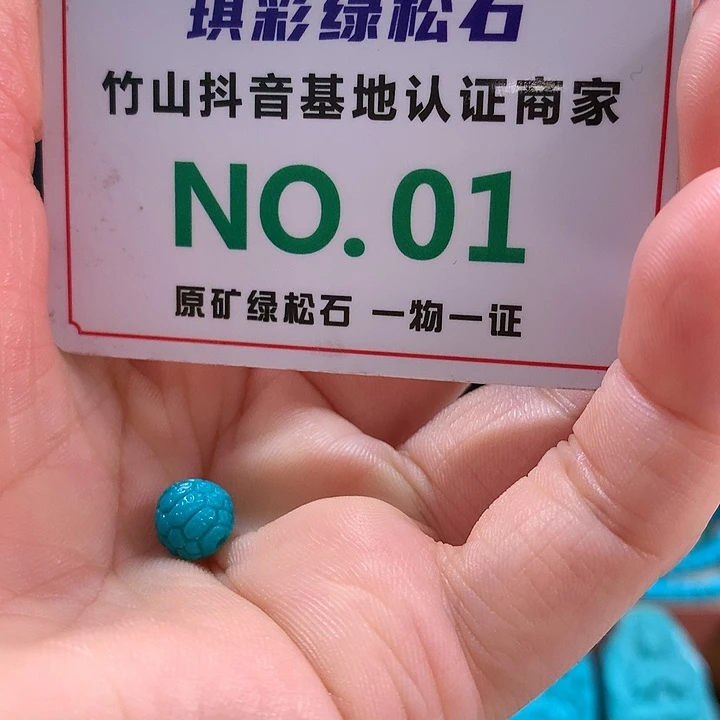 琪彩绿松石
竹山抖音基地认证商家
NO.01
原矿绿松石 一物一证